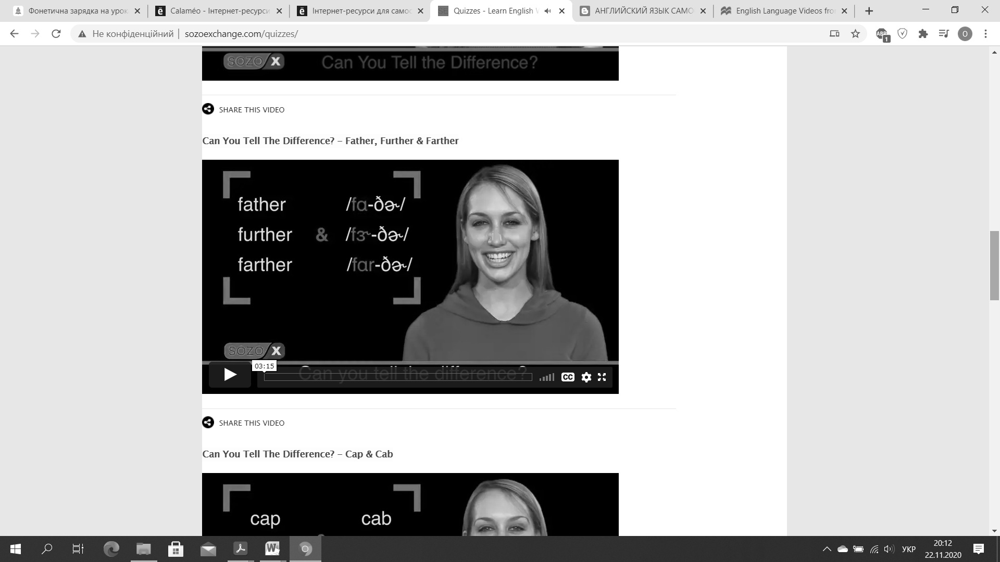 Фонетична зарядка на урок
Calaméo - Інтернет-ресурси
Інтернет-ресурси для самос
Quizzes - Learn English V
АНГЛИЙСКИЙ ЯЗЫК САМО
English Language Videos fro
Не конфіденційний | sozoexchange.com/quizzes/
ABP 1
O
SOZO X Can You Tell the Difference?
SHARE THIS VIDEO
Can You Tell The Difference? – Father, Further & Farther
father /fɑ-ðɚ/
further & /fɝ-ðɚ/
farther /fɑr-ðɚ/
SOZO X
03:15
Can you tell the difference?
CC
SHARE THIS VIDEO
Can You Tell The Difference? – Cap & Cab
cap cab
УКР
20:12
22.11.2020